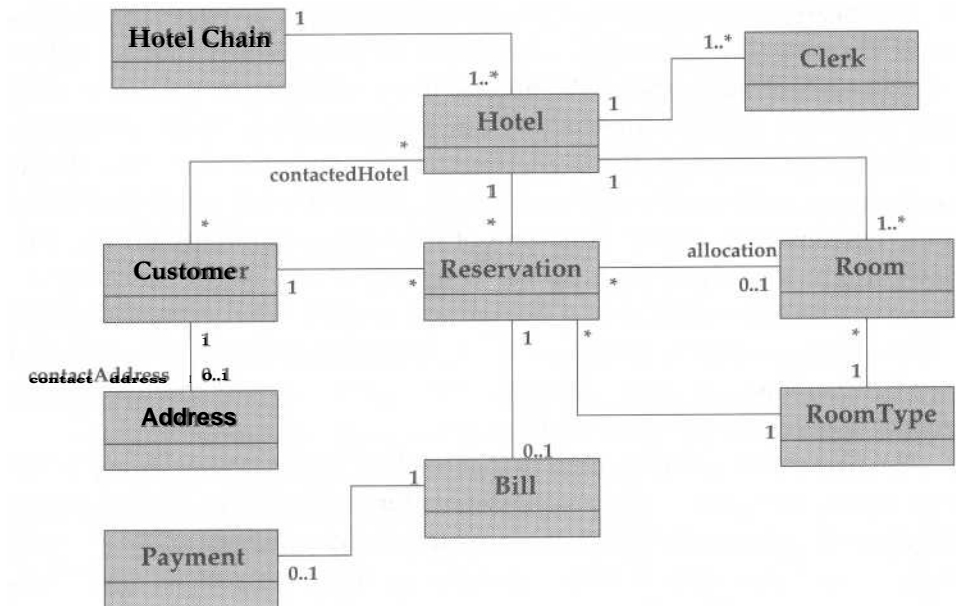 1
Hotel Chain
1..*
Clerk
1..*
1
Hotel
*
contactedHotel
1
1
*
*
1..*
allocation
Customer
Reservation
Room
1
*
*
0..1
1
1
*
*
contactAddress
0..1
1
Address
RoomType
1
0..1
1
Bill
Payment
0..1